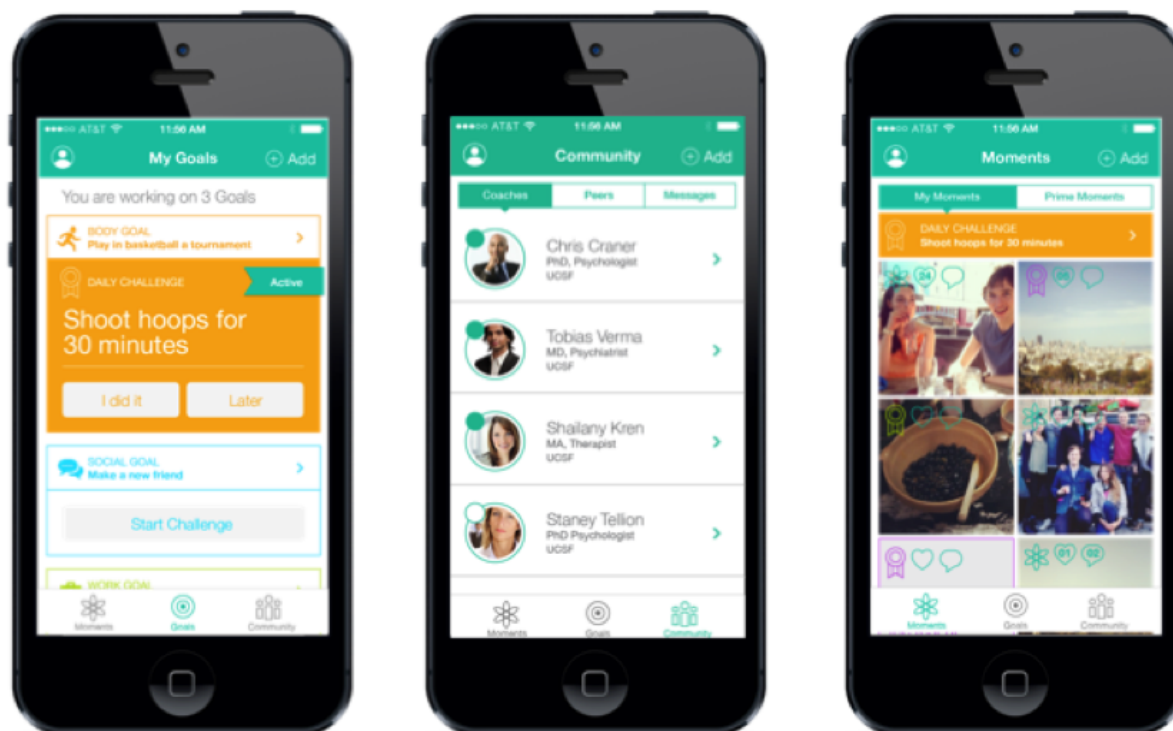 AT&T 11:56 AM
My Goals
Add
You are working on 3 Goals
BODY GOAL
Play in basketball a tournament
DAILY CHALLENGE
Active
Shoot hoops for
30 minutes
I did it
Later
SOCIAL GOAL
Make a new friend
Start Challenge
WORK GOAL
Moments
Goals
Community
AT&T 11:56 AM
Community
Add
Coaches
Peers
Messages
Chris Craner
PhD, Psychologist
UCSF
Tobias Verma
MD, Psychiatrist
UCSF
Shailany Kren
MA, Therapist
UCSF
Staney Tellion
PhD Psychologist
UCSF
Moments
Goals
Community
AT&T 11:56 AM
Moments
Add
My Moments
Prime Moments
DAILY CHALLENGE
Shoot hoops for 30 minutes
24
01
02
Moments
Goals
Community